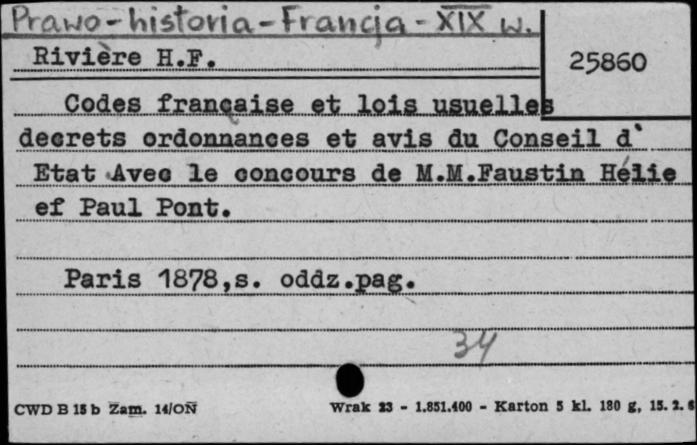 Prawo-historia-Francja-XIX w.
Rivière H.F.
25860
Codes française et lois usuelles
decrets ordonnances et avis du Conseil d`
Etat Avec le concours de M.M.Faustin Hélie
ef Paul Pont.
Paris 1878,s. oddz.pag.
34
CWD B 15 b Zam. 14/ON
Wrak 23 - 1.851.400 - Karton 5 kl. 180 g, 15. 2. 6